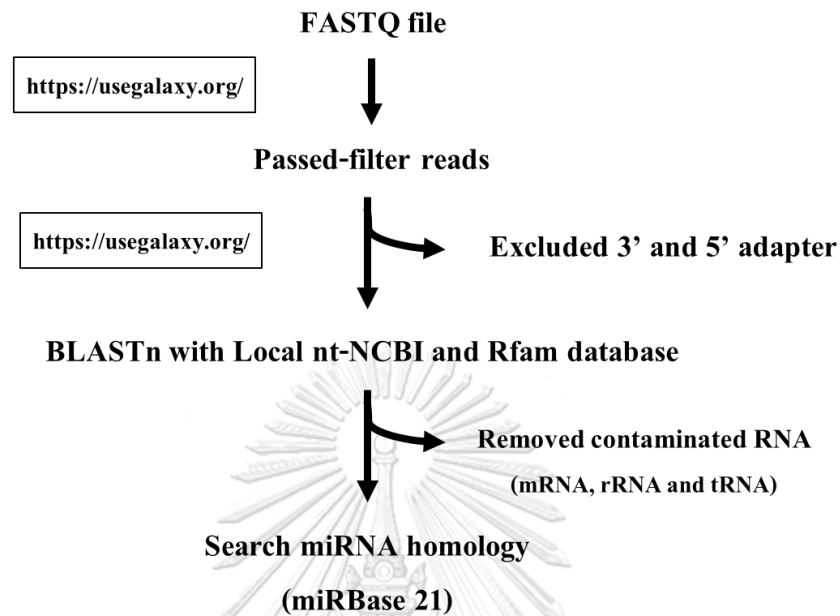 FASTQ file
https://usegalaxy.org/
Passed-filter reads
https://usegalaxy.org/
Excluded 3’ and 5’ adapter
BLASTn with Local nt-NCBI and Rfam database
Removed contaminated RNA
(mRNA, rRNA and tRNA)
Search miRNA homology
(miRBase 21)